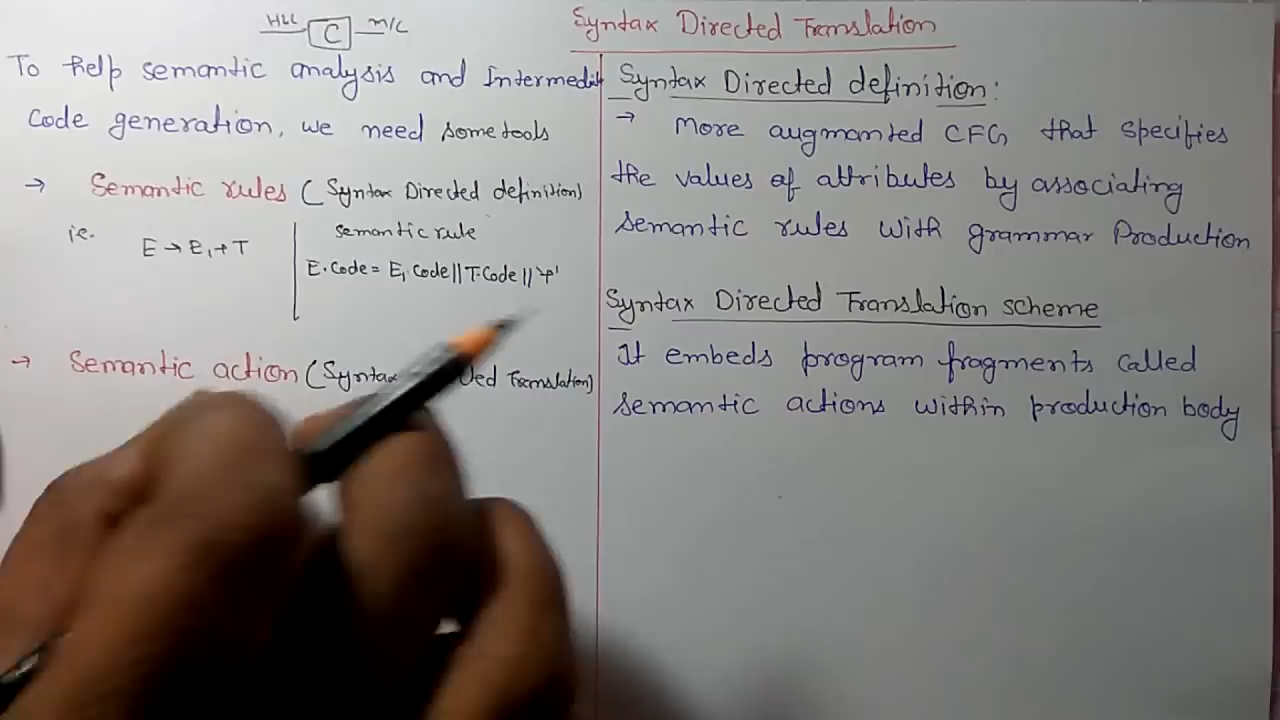 HLL C m/c
Syntax Directed Translation
To help semantic analysis and Intermedit
Code generation, we need some tools
→ Semantic rules (Syntax Directed definition)
ie. E → E₁ + T
semantic rule
E.Code = E₁.Code || T.Code || '+'
→ Semantic action (Syntax Translation)
Syntax Directed definition:
→ More augmanted CFG that specifies
the values of attributes by associating
semantic rules with grammar Production
Syntax Directed Translation scheme
It embeds program fragments called
semantic actions within production body